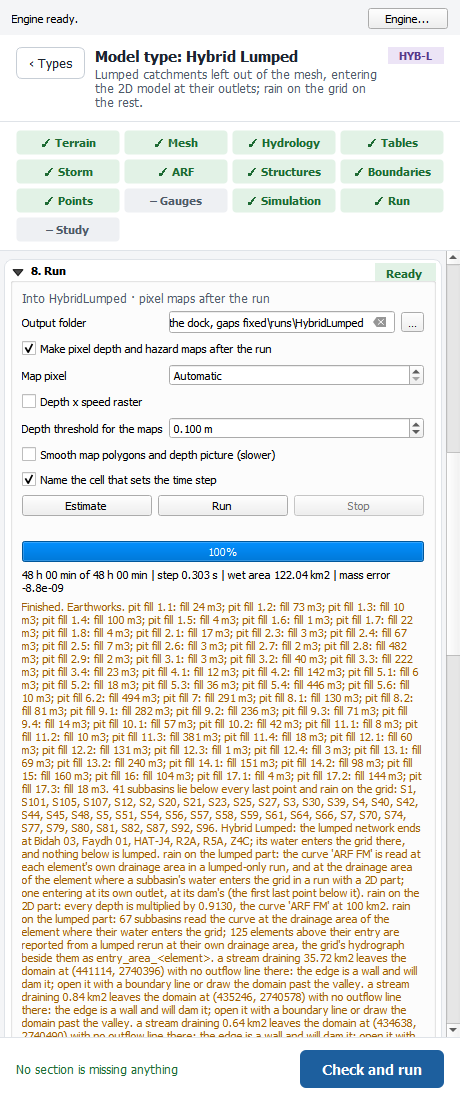 Engine ready.
Engine...
‹ Types
Model type: Hybrid Lumped
HYB-L
Lumped catchments left out of the mesh, entering
the 2D model at their outlets; rain on the grid on
the rest.
✓ Terrain
✓ Mesh
✓ Hydrology
✓ Tables
✓ Storm
✓ ARF
✓ Structures
✓ Boundaries
✓ Points
– Gauges
✓ Simulation
✓ Run
– Study
8. Run
Ready
Into HybridLumped · pixel maps after the run
Output folder
the dock, gaps fixed\runs\HybridLumped
...
Make pixel depth and hazard maps after the run
Map pixel
Automatic
Depth x speed raster
Depth threshold for the maps
0.100 m
Smooth map polygons and depth picture (slower)
Name the cell that sets the time step
Estimate
Run
Stop
100%
48 h 00 min of 48 h 00 min | step 0.303 s | wet area 122.04 km2 | mass error
-8.8e-09
Finished. Earthworks. pit fill 1.1: fill 24 m3; pit fill 1.2: fill 73 m3; pit fill 1.3: fill 10
m3; pit fill 1.4: fill 100 m3; pit fill 1.5: fill 4 m3; pit fill 1.6: fill 1 m3; pit fill 1.7: fill 22
m3; pit fill 1.8: fill 4 m3; pit fill 2.1: fill 17 m3; pit fill 2.3: fill 3 m3; pit fill 2.4: fill 67
m3; pit fill 2.5: fill 7 m3; pit fill 2.6: fill 3 m3; pit fill 2.7: fill 2 m3; pit fill 2.8: fill 482
m3; pit fill 2.9: fill 2 m3; pit fill 3.1: fill 3 m3; pit fill 3.2: fill 40 m3; pit fill 3.3: fill 222
m3; pit fill 3.4: fill 23 m3; pit fill 4.1: fill 12 m3; pit fill 4.2: fill 142 m3; pit fill 5.1: fill 6
m3; pit fill 5.2: fill 18 m3; pit fill 5.3: fill 36 m3; pit fill 5.4: fill 446 m3; pit fill 5.6: fill
10 m3; pit fill 6.2: fill 494 m3; pit fill 7: fill 291 m3; pit fill 8.1: fill 130 m3; pit fill 8.2:
fill 81 m3; pit fill 9.1: fill 282 m3; pit fill 9.2: fill 236 m3; pit fill 9.3: fill 71 m3; pit fill
9.4: fill 14 m3; pit fill 10.1: fill 57 m3; pit fill 10.2: fill 42 m3; pit fill 11.1: fill 8 m3; pit
fill 11.2: fill 10 m3; pit fill 11.3: fill 381 m3; pit fill 11.4: fill 18 m3; pit fill 12.1: fill 60
m3; pit fill 12.2: fill 131 m3; pit fill 12.3: fill 1 m3; pit fill 12.4: fill 3 m3; pit fill 13.1: fill
69 m3; pit fill 13.2: fill 240 m3; pit fill 14.1: fill 151 m3; pit fill 14.2: fill 98 m3; pit fill
15: fill 160 m3; pit fill 16: fill 104 m3; pit fill 17.1: fill 4 m3; pit fill 17.2: fill 144 m3; pit
fill 17.3: fill 18 m3. 41 subbasins lie below every last point and rain on the grid: S1,
S101, S105, S107, S12, S2, S20, S21, S23, S25, S27, S3, S30, S39, S4, S40, S42,
S44, S45, S48, S5, S51, S54, S56, S57, S58, S59, S61, S64, S66, S7, S70, S74,
S77, S79, S80, S81, S82, S87, S92, S96. Hybrid Lumped: the lumped network ends
at Bidah 03, Faydh 01, HAT-J4, R2A, R5A, Z4C; its water enters the grid there,
and nothing below is lumped. rain on the lumped part: the curve 'ARF FM' is read at
each element's own drainage area in a lumped-only run, and at the drainage area
of the element where a subbasin's water enters the grid in a run with a 2D part;
one entering at its own outlet, at its dam's (the first last point below it). rain on the
2D part: every depth is multiplied by 0.9130, the curve 'ARF FM' at 100 km2. rain
on the lumped part: 67 subbasins read the curve at the drainage area of the
element where their water enters the grid; 125 elements above their entry are
reported from a lumped rerun at their own drainage area, the grid's hydrograph
beside them as entry_area_<element>. a stream draining 35.72 km2 leaves the
domain at (441114, 2740396) with no outflow line there: the edge is a wall and will
dam it; open it with a boundary line or draw the domain past the valley. a stream
draining 0.84 km2 leaves the domain at (435246, 2740578) with no outflow line
there: the edge is a wall and will dam it; open it with a boundary line or draw the
domain past the valley. a stream draining 0.64 km2 leaves the domain at (434638,
2740490) with no outflow line there: the edge is a wall and will dam it; open it with
No section is missing anything
Check and run